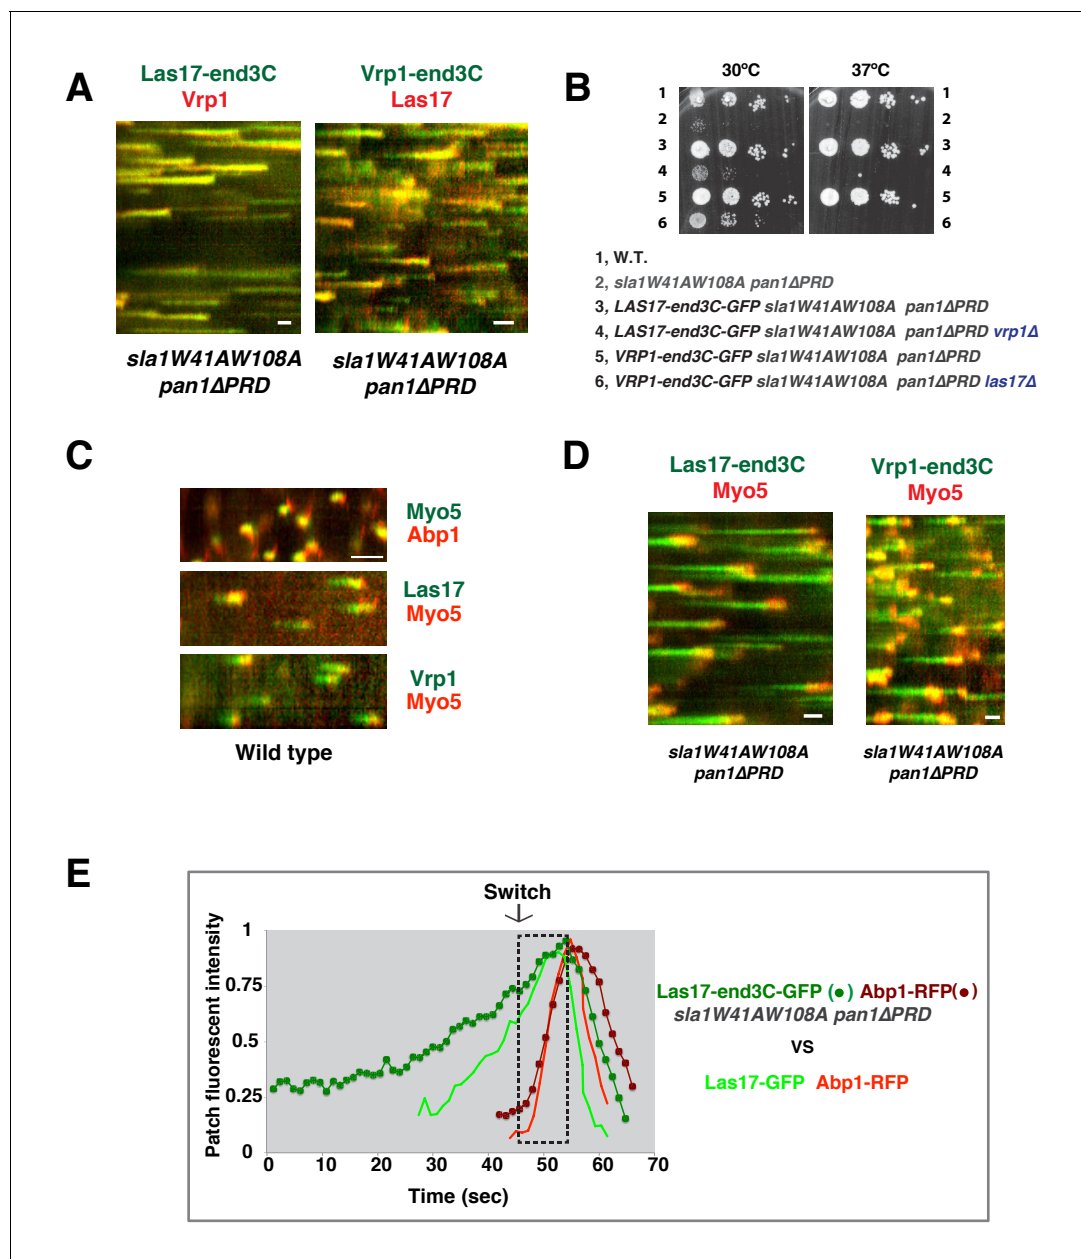 A
Las17-end3C
Vrp1
Vrp1-end3C
Las17
sla1W41AW108A
pan1ΔPRD
sla1W41AW108A
pan1ΔPRD
B
30ºC
37ºC
1
2
3
4
5
6
1
2
3
4
5
6
1, W.T.
2, sla1W41AW108A pan1ΔPRD
3, LAS17-end3C-GFP sla1W41AW108A pan1ΔPRD
4, LAS17-end3C-GFP sla1W41AW108A pan1ΔPRD vrp1Δ
5, VRP1-end3C-GFP sla1W41AW108A pan1ΔPRD
6, VRP1-end3C-GFP sla1W41AW108A pan1ΔPRD las17Δ
C
Myo5
Abp1
Las17
Myo5
Vrp1
Myo5
Wild type
D
Las17-end3C
Myo5
Vrp1-end3C
Myo5
sla1W41AW108A
pan1ΔPRD
sla1W41AW108A
pan1ΔPRD
E
Switch
Patch fluorescent intensity
1
0.75
0.5
0.25
0
0 10 20 30 40 50 60 70
Time (sec)
Las17-end3C-GFP (●) Abp1-RFP(●)
sla1W41AW108A pan1ΔPRD
VS
Las17-GFP Abp1-RFP